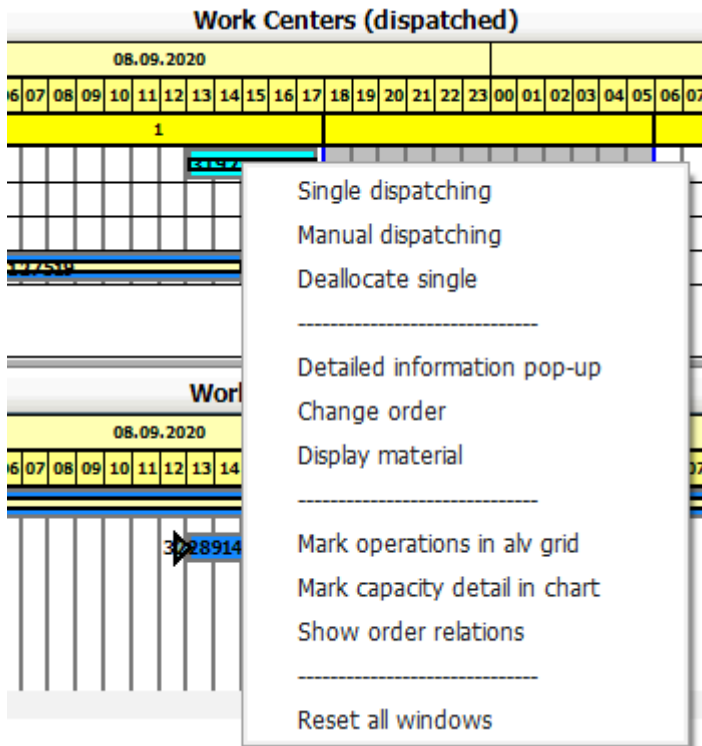 Work Centers (dispatched)
08.09.2020
06 07 08 09 10 11 12 13 14 15 16 17 18 19 20 21 22 23 00 01 02 03 04 05 06 07
1
Single dispatching
Manual dispatching
Deallocate single
------------------------------
Detailed information pop-up
Change order
Display material
------------------------------
Mark operations in alv grid
Mark capacity detail in chart
Show order relations
------------------------------
Reset all windows
Wor
08.09.2020
06 07 08 09 10 11 12 13 14